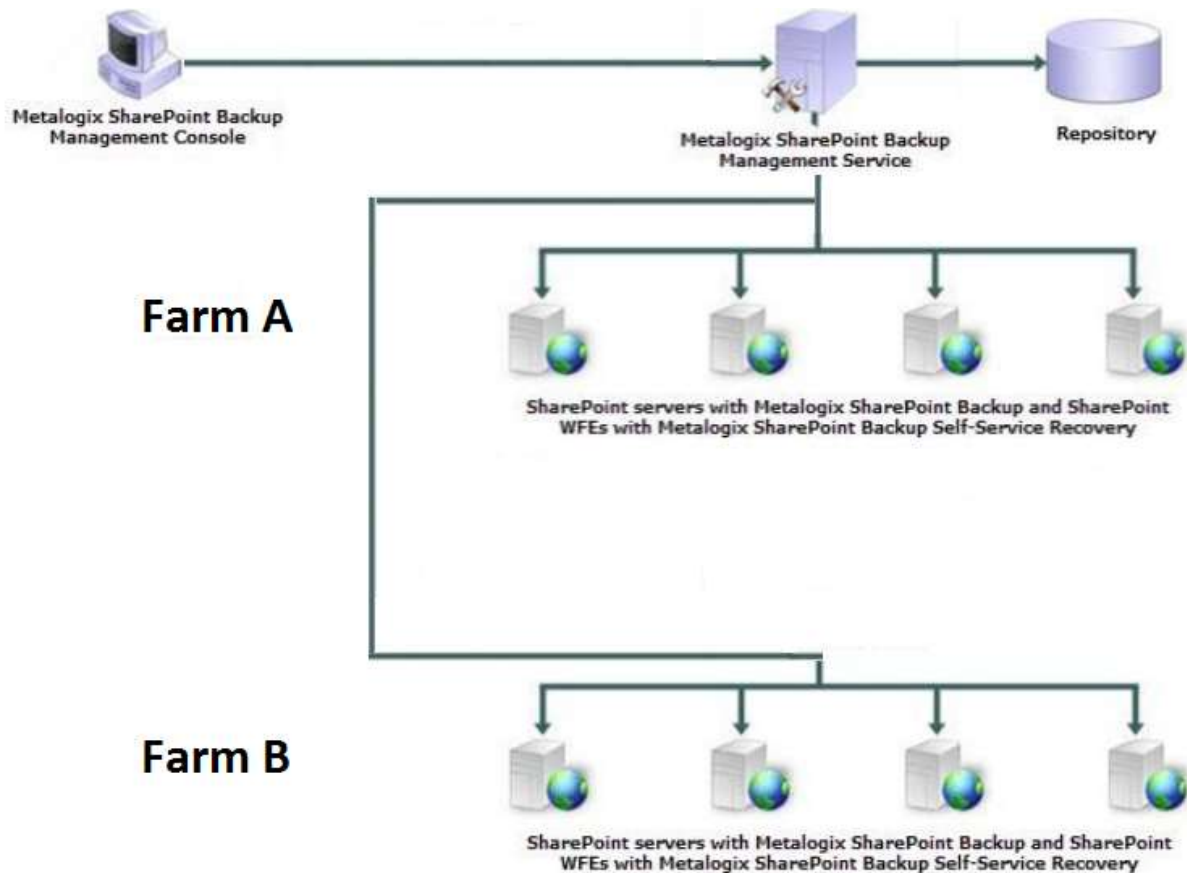 Metalogix SharePoint Backup
Management Console
Metalogix SharePoint Backup
Management Service
Repository
Farm A
SharePoint servers with Metalogix SharePoint Backup and SharePoint
WFEs with Metalogix SharePoint Backup Self-Service Recovery
Farm B
SharePoint servers with Metalogix SharePoint Backup and SharePoint
WFEs with Metalogix SharePoint Backup Self-Service Recovery